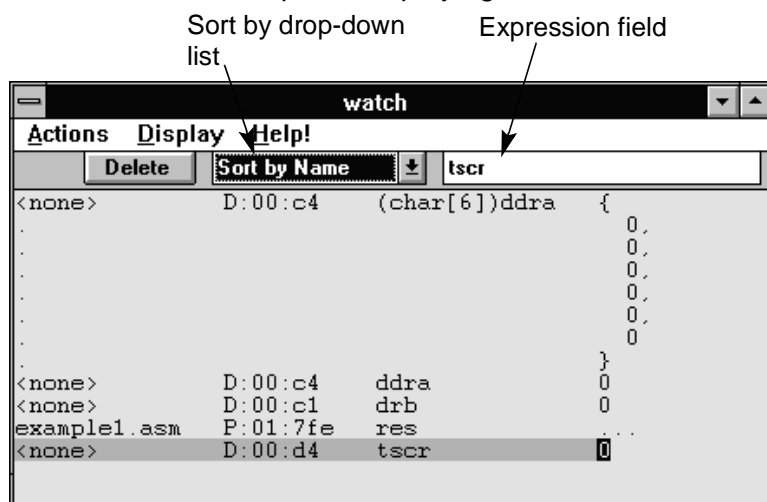 Sort by drop-down list
Expression field
watch
Actions Display Help!
Delete Sort by Name tscr
<none> D:00:c4 (char[6])ddra {
. 0,
. 0,
. 0,
. 0,
. 0,
. 0
. }
<none> D:00:c4 ddra 0
<none> D:00:c1 drb 0
example1.asm P:01:7fe res ...
<none> D:00:d4 tscr 0